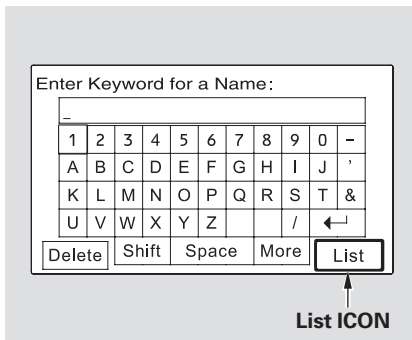 Enter Keyword for a Name:
_
1 2 3 4 5 6 7 8 9 0 -
A B C D E F G H I J '
K L M N O P Q R S T &
U V W X Y Z /
Delete Shift Space More List
List ICON